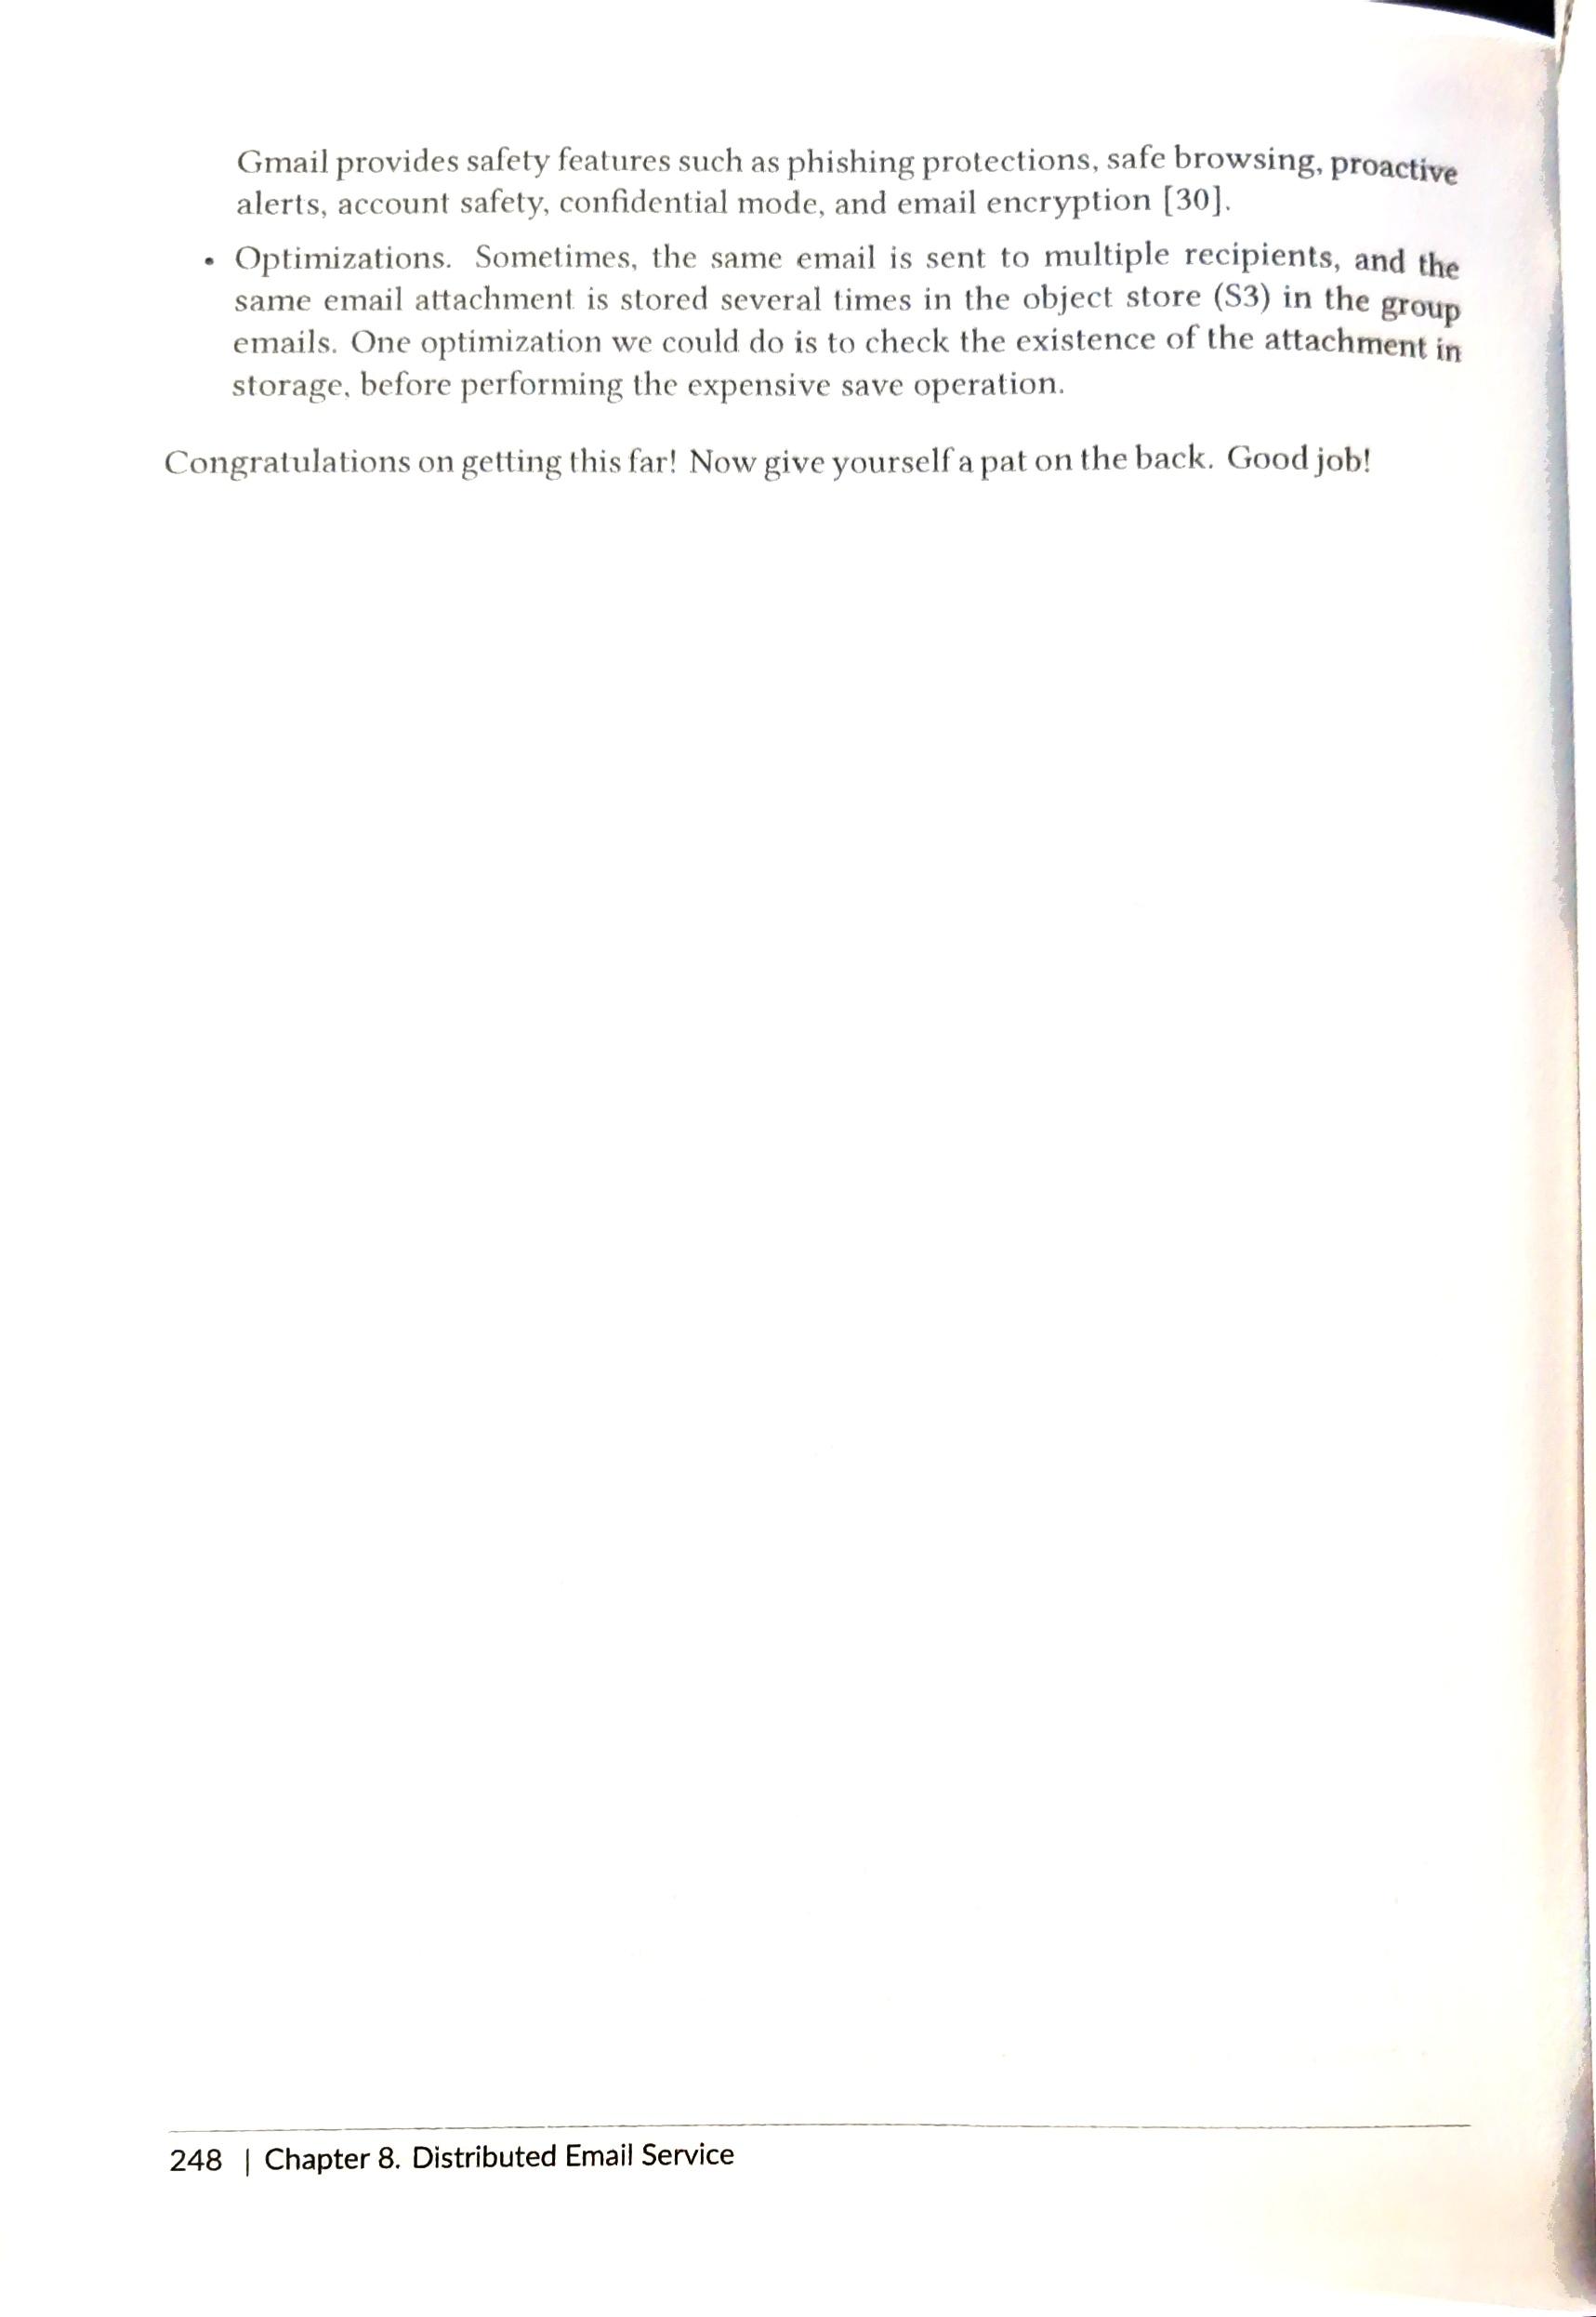 Gmail provides safety features such as phishing protections, safe browsing, proactive
alerts, account safety, confidential mode, and email encryption [30].
• Optimizations. Sometimes, the same email is sent to multiple recipients, and the
same email attachment is stored several times in the object store (S3) in the group
emails. One optimization we could do is to check the existence of the attachment in
storage, before performing the expensive save operation.
Congratulations on getting this far! Now give yourself a pat on the back. Good job!
248 | Chapter 8. Distributed Email Service